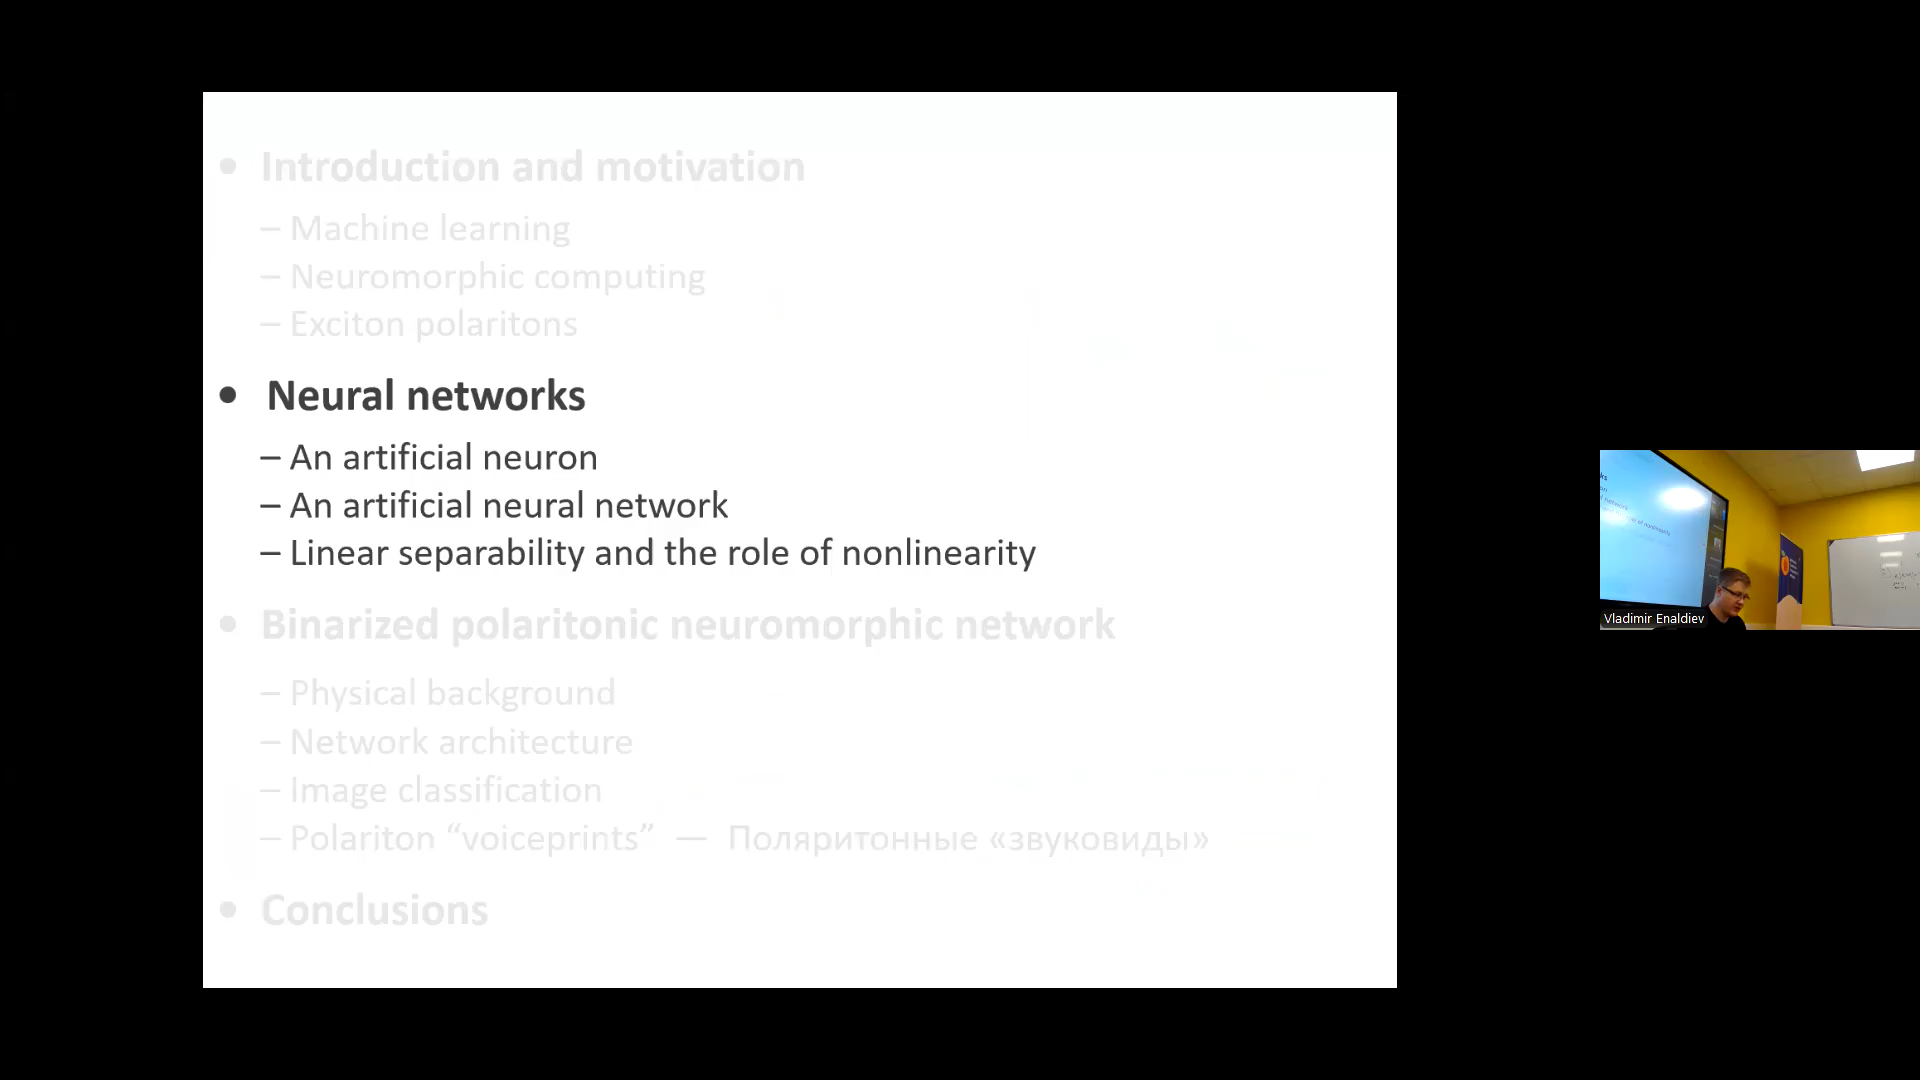 • Introduction and motivation
– Machine learning
– Neuromorphic computing
– Exciton polaritons
• Neural networks
– An artificial neuron
– An artificial neural network
– Linear separability and the role of nonlinearity
• Binarized polaritonic neuromorphic network
– Physical background
– Network architecture
– Image classification
– Polariton “voiceprints” — Поляритонные «звуковиды»
• Conclusions
Vladimir Enaldiev